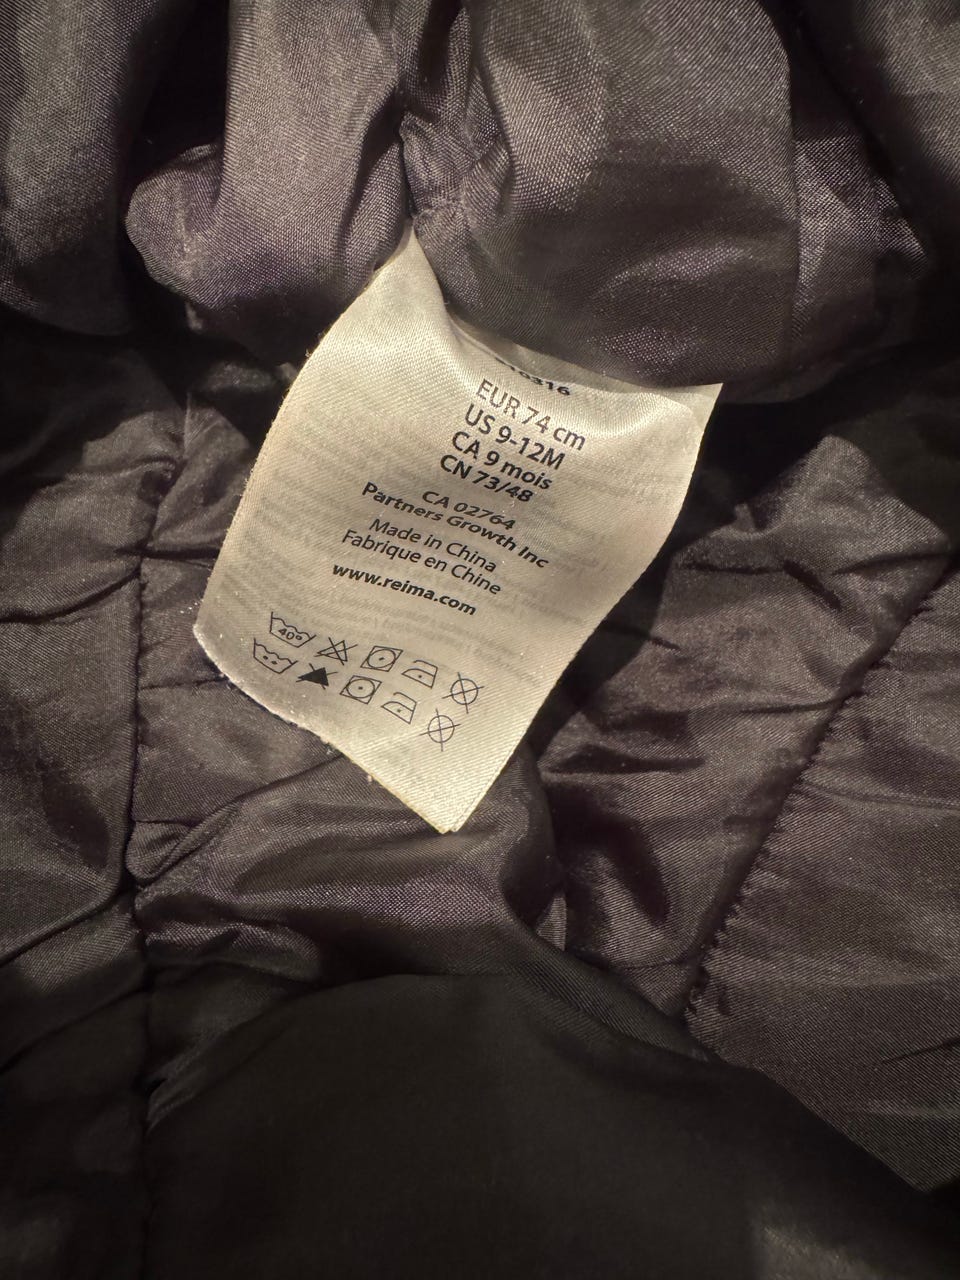 EUR 74 cm
US 9-12M
CA 9 mois
CN 73/48
CA 02764
Partners Growth Inc
Made in China
Fabrique en Chine
www.reima.com
40°